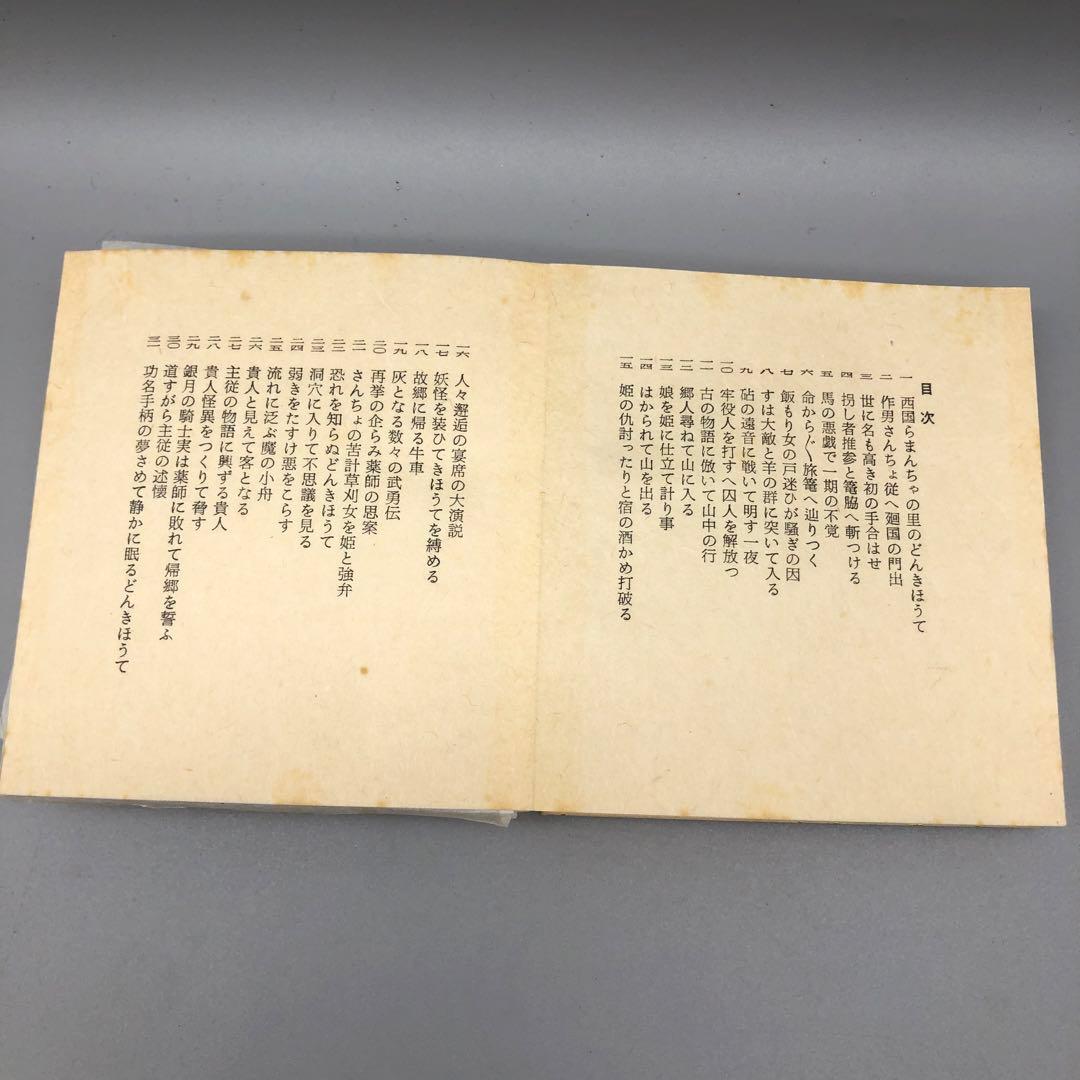 目次
一 西国らまんちゃの里のどんきほうて
二 作男さんちょ従へ廻国の門出
三 世に名も高き初の手合はせ
四 拐し者推参と篭脇へ斬つける
五 馬の悪戯で一期の不覚
六 命から〴〵旅篭へ辿りつく
七 飯もり女の戸迷ひが騒ぎの因
八 すは大敵と羊の群に突いて入る
九 砧の遠音に戦いて明す一夜
一〇 牢役人を打すへ囚人を解放つ
一一 古の物語に倣いて山中の行
一二 郷人尋ねて山に入る
一三 娘を姫に仕立て計り事
一四 はかられて山を出る
一五 姫の仇討ったりと宿の酒かめ打破る
一六 人々邂逅の宴席の大演説
一七 妖怪を装ひてきほうてを縛める
一八 故郷に帰る牛車
一九 灰となる数々の武勇伝
二〇 再挙の企らみ薬師の思案
二一 さんちょの苦計草刈女を姫と強弁
二二 恐れを知らぬどんきほうて
二三 洞穴に入りて不思議を見る
二四 弱きをたすけ悪をこらす
二五 流れに泛ぶ魔の小舟
二六 貴人と見えて客となる
二七 主従の物語に興ずる貴人
二八 貴人怪異をつくりて脅す
二九 銀月の騎士実は薬師に敗れて帰郷を誓ふ
三〇 道すがら主従の述懐
三一 功名手柄の夢さめて静かに眠るどんきほうて